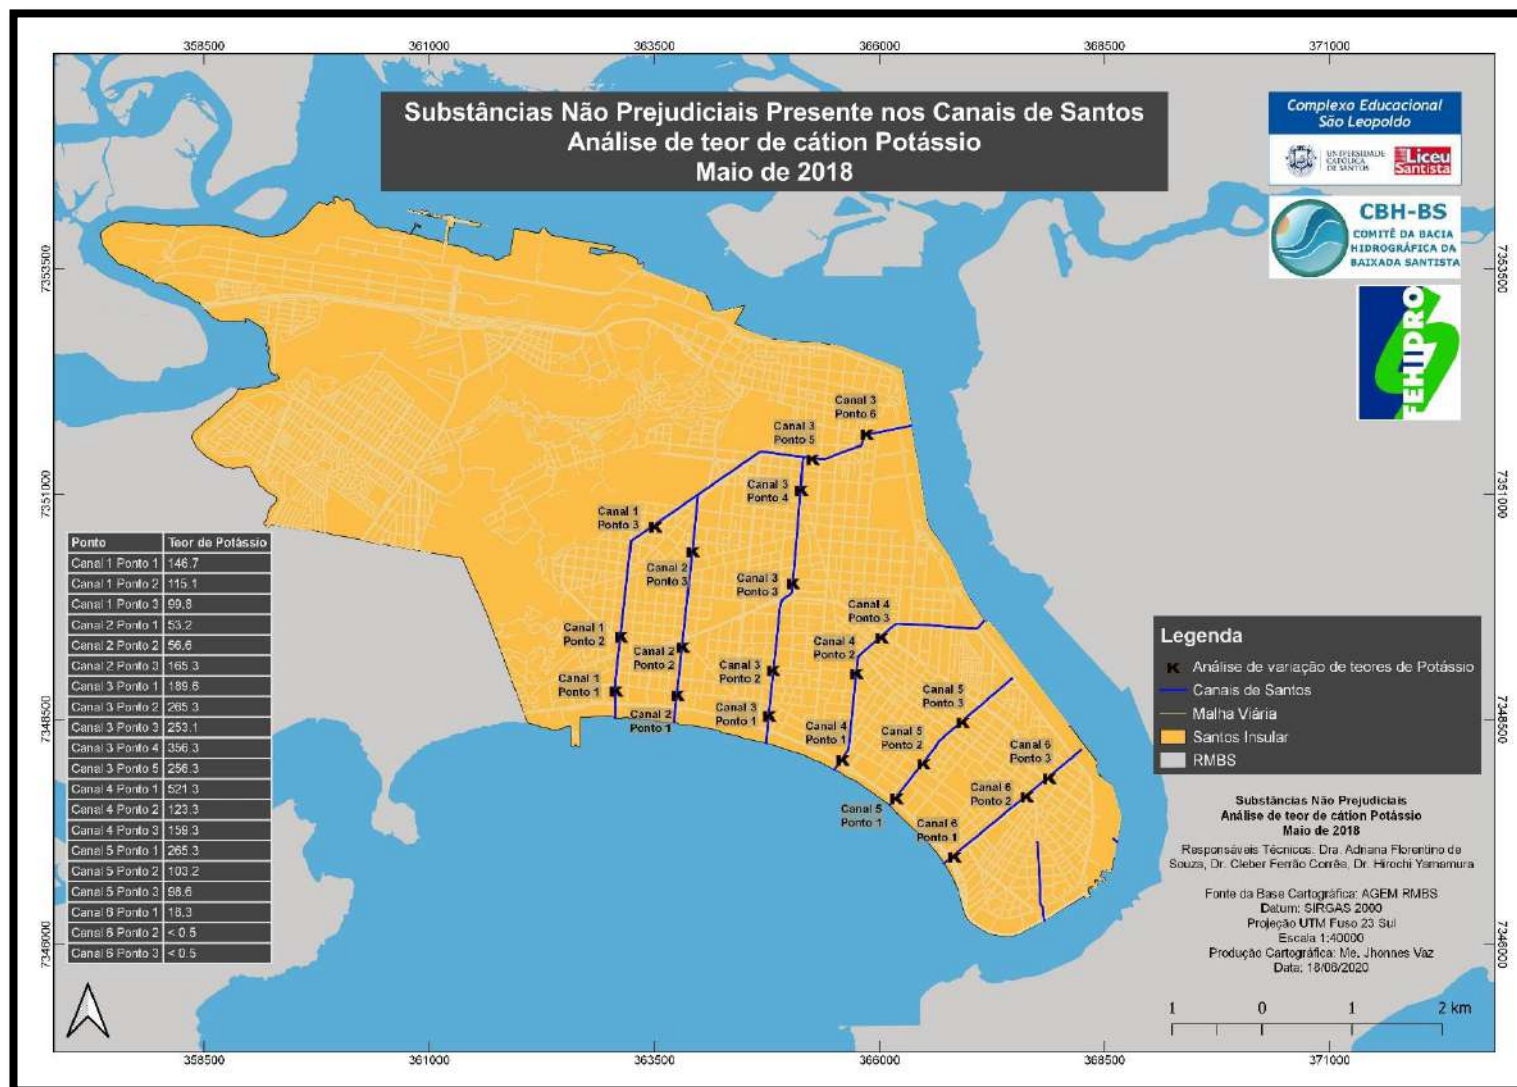 358500 361000 363500 366000 368500 371000
Substâncias Não Prejudiciais Presente nos Canais de Santos
Análise de teor de cátion Potássio
Maio de 2018
Complexo Educacional
São Leopoldo
UNIVERSIDADE
CATÓLICA
DE SANTOS
Liceu
Santista
CBH-BS
COMITÊ DA BACIA
HIDROGRÁFICA DA
BAIXADA SANTISTA
FEHIPRO
7353500
7353500
Canal 3
Ponto 6
Canal 3
Ponto 5
Canal 3
Ponto 4
7351000
7351000
Canal 1
Ponto 3
Canal 2
Ponto 3
Canal 3
Ponto 3
Canal 4
Ponto 3
Canal 1
Ponto 2
Canal 2
Ponto 2
Canal 4
Ponto 2
Canal 3
Ponto 2
Canal 1
Ponto 1
Canal 5
Ponto 3
Canal 2
Ponto 1
Canal 3
Ponto 1
Canal 4
Ponto 1
Canal 5
Ponto 2
Canal 6
Ponto 3
Canal 6
Ponto 2
Canal 5
Ponto 1
Canal 6
Ponto 1
7348500
7348500
Ponto Teor de Potássio
Canal 1 Ponto 1 146.7
Canal 1 Ponto 2 115.1
Canal 1 Ponto 3 99.8
Canal 2 Ponto 1 53.2
Canal 2 Ponto 2 56.6
Canal 2 Ponto 3 165.3
Canal 3 Ponto 1 189.6
Canal 3 Ponto 2 265.3
Canal 3 Ponto 3 253.1
Canal 3 Ponto 4 356.3
Canal 3 Ponto 5 256.3
Canal 4 Ponto 1 521.3
Canal 4 Ponto 2 123.3
Canal 4 Ponto 3 159.3
Canal 5 Ponto 1 265.3
Canal 5 Ponto 2 103.2
Canal 5 Ponto 3 98.6
Canal 6 Ponto 1 18.3
Canal 6 Ponto 2 < 0.5
Canal 6 Ponto 3 < 0.5
Legenda
K Análise de variação de teores de Potássio
Canais de Santos
Malha Viária
Santos Insular
RMBS
Substâncias Não Prejudiciais
Análise de teor de cátion Potássio
Maio de 2018
Responsáveis Técnicos: Dra. Adriana Florentino de
Souza, Dr. Cleber Ferrão Corrêa, Dr. Hirochi Yamamura
Fonte da Base Cartográfica: AGEM RMBS
Datum: SIRGAS 2000
Projeção UTM Fuso 23 Sul
Escala 1:40000
Produção Cartográfica: Me. Jhonnes Vaz
Data: 18/06/2020
7346000
7346000
1 0 1 2 km
358500 361000 363500 366000 368500 371000